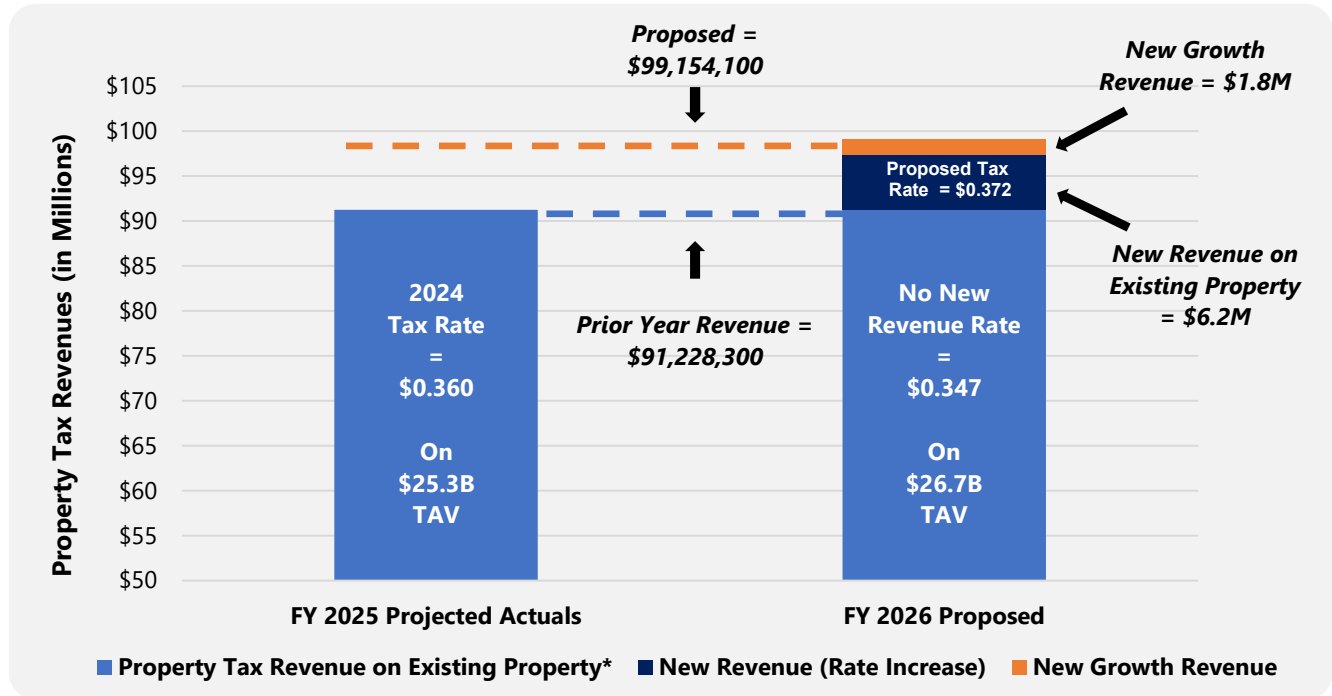 Proposed =
$99,154,100
New Growth
Revenue = $1.8M
Property Tax Revenues (in Millions)
$105
$100
$95
$90
$85
$80
$75
$70
$65
$60
$55
$50
2024
Tax Rate
=
$0.360
On
$25.3B
TAV
Prior Year Revenue =
$91,228,300
Proposed Tax
Rate = $0.372
No New
Revenue Rate
=
$0.347
On
$26.7B
TAV
New Revenue on
Existing Property
= $6.2M
FY 2025 Projected Actuals
FY 2026 Proposed
Property Tax Revenue on Existing Property*
New Revenue (Rate Increase)
New Growth Revenue